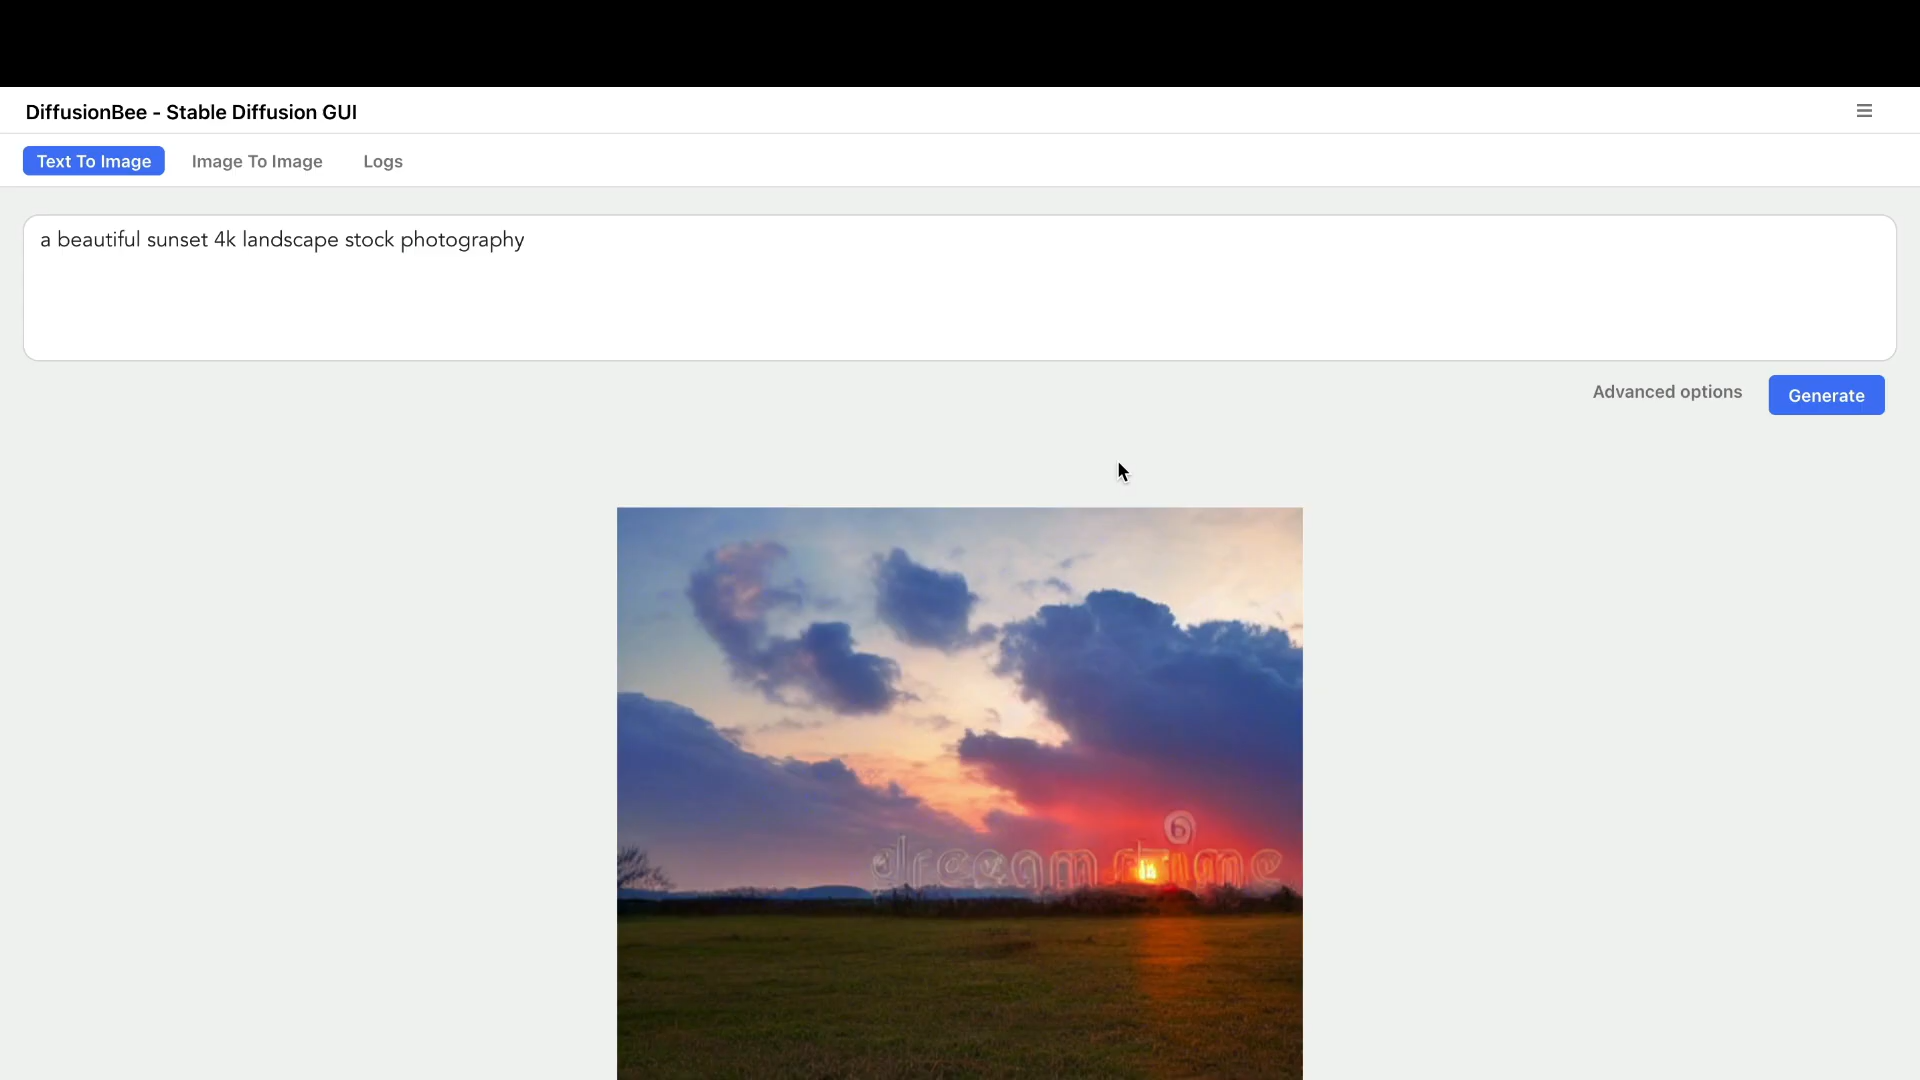 DiffusionBee - Stable Diffusion GUI
Text To Image Image To Image Logs
a beautiful sunset 4k landscape stock photography
Advanced options Generate